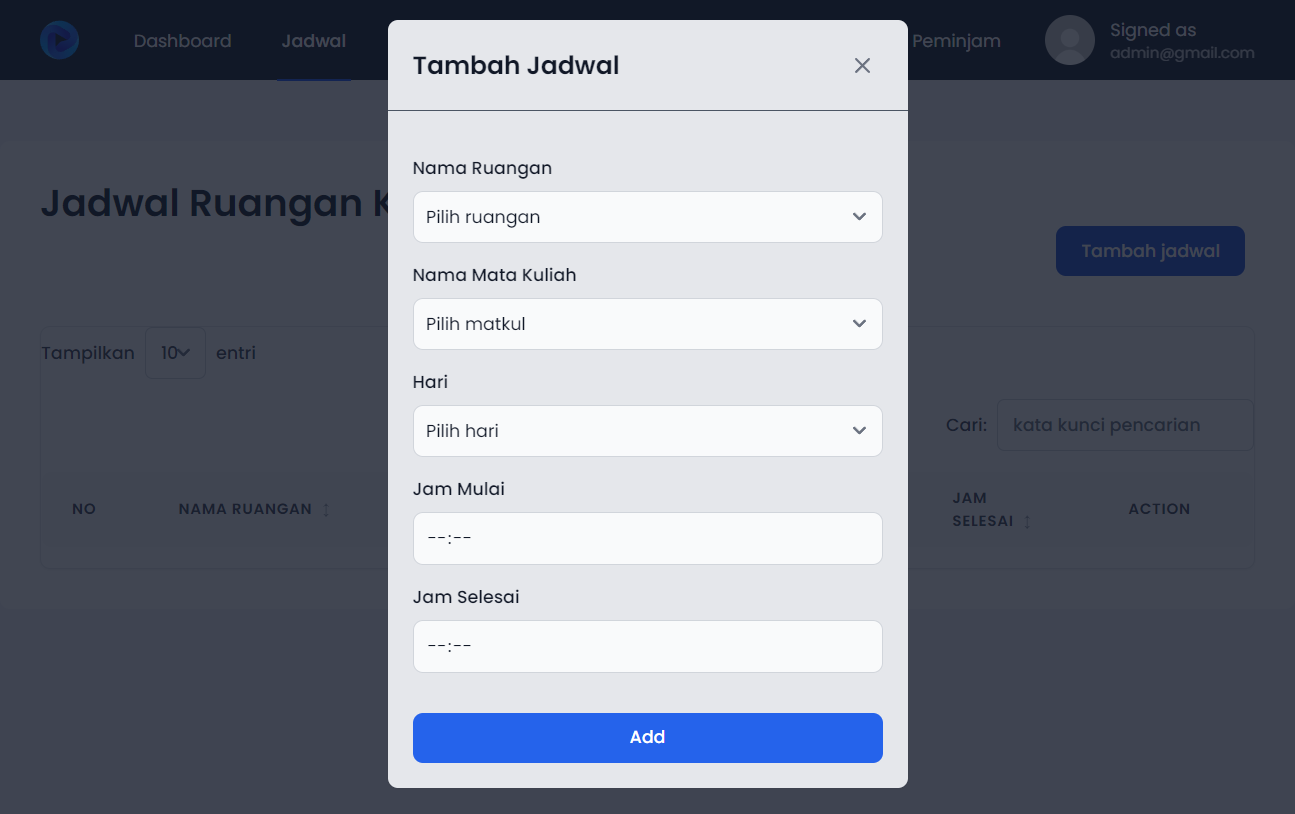 Dashboard
Jadwal
Peminjam
Signed as
admin@gmail.com
Tambah Jadwal
Jadwal Ruangan
Tambah jadwal
Nama Ruangan
Pilih ruangan
Nama Mata Kuliah
Pilih matkul
Tampilkan 10 entri
Hari
Pilih hari
Cari: kata kunci pencarian
Jam Mulai
--:--
NO
NAMA RUANGAN
JAM
SELESAI
ACTION
Jam Selesai
--:--
Add